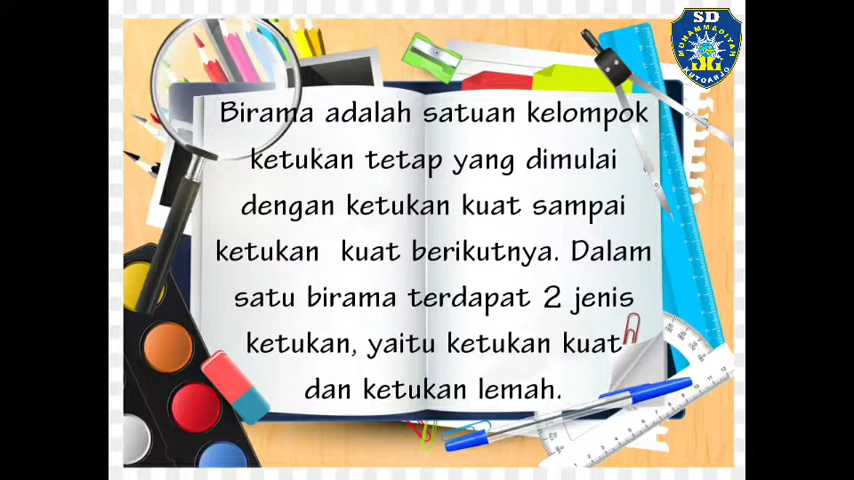 SD
MUHAMMADIYAH
KUTOARJO
Birama adalah satuan kelompok
ketukan tetap yang dimulai
dengan ketukan kuat sampai
ketukan kuat berikutnya. Dalam
satu birama terdapat 2 jenis
ketukan, yaitu ketukan kuat
dan ketukan lemah.